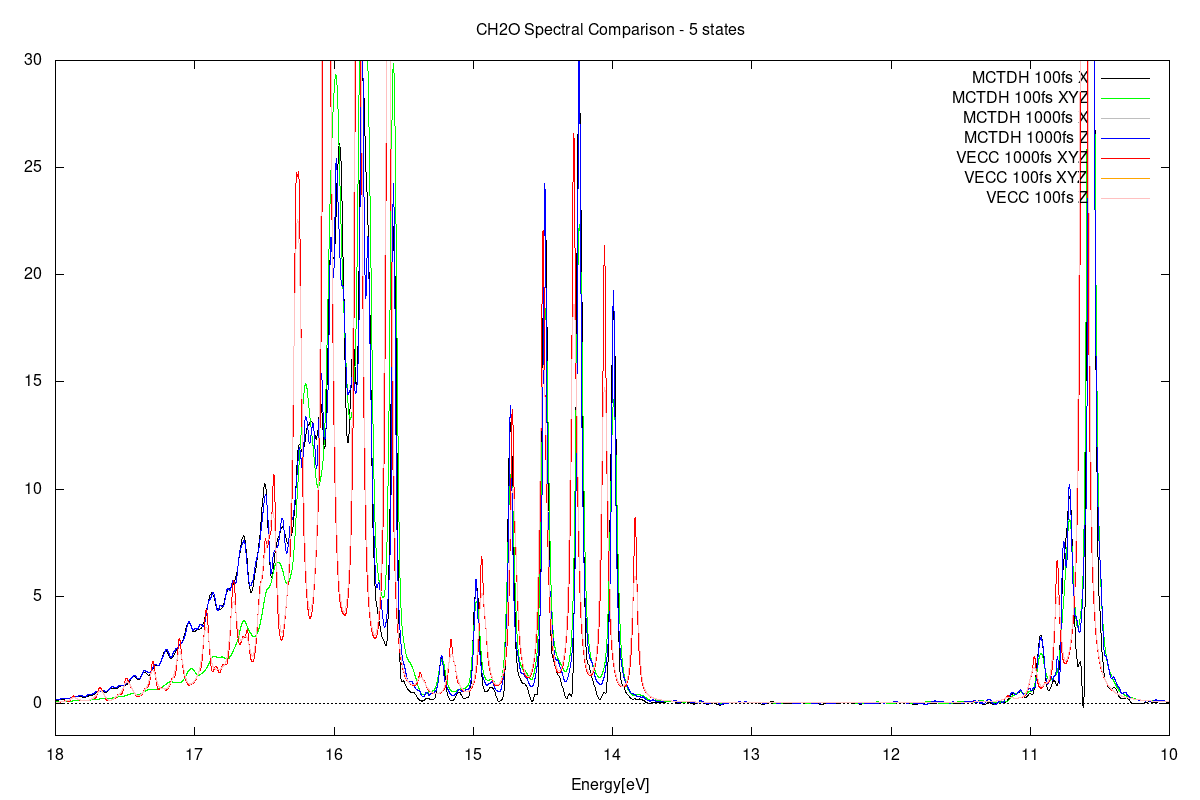 CH2O Spectral Comparison - 5 states
30
25
20
15
10
5
0
MCTDH 100fs X
MCTDH 100fs XYZ
MCTDH 1000fs X
MCTDH 1000fs Z
VECC 1000fs XYZ
VECC 100fs XYZ
VECC 100fs Z
18 17 16 15 14 13 12 11 10
Energy[eV]